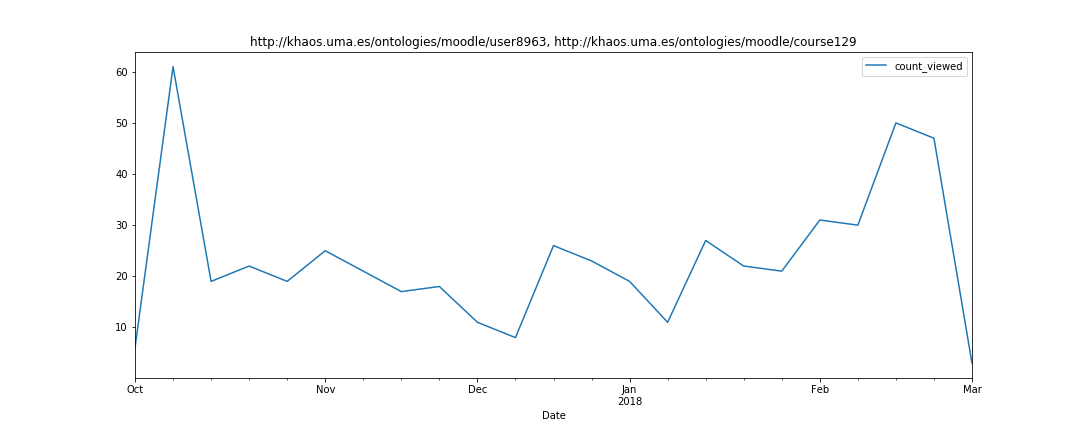 http://khaos.uma.es/ontologies/moodle/user8963, http://khaos.uma.es/ontologies/moodle/course129
count_viewed
60
50
40
30
20
10
Oct
Nov
Dec
Jan
2018
Feb
Mar
Date